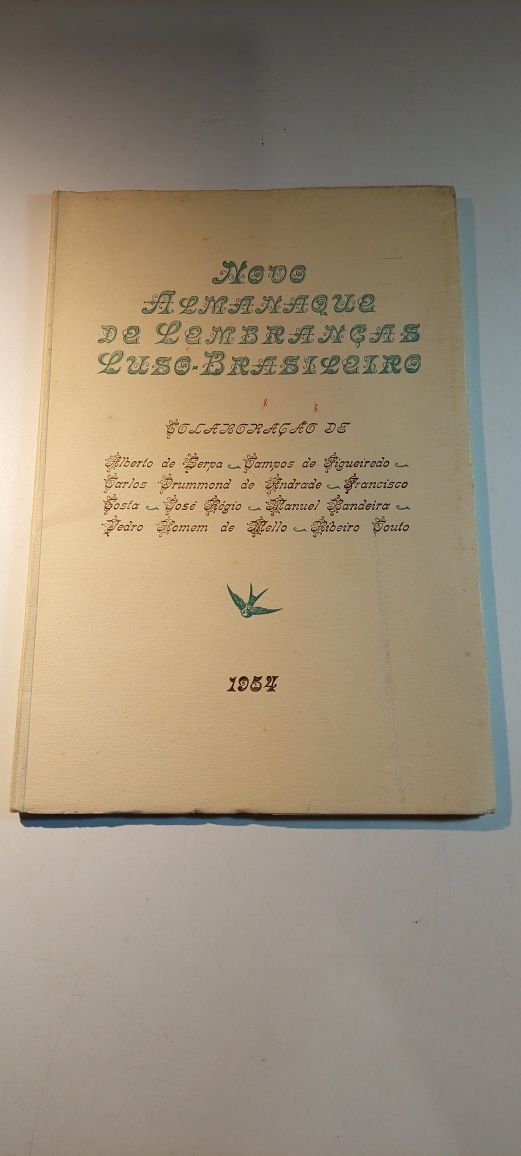 Novo
Almanaque
de Lembranças
Luso-Brasileiro
Colaboração de
Alberto de Serpa ~ Campos de Figueiredo ~
Carlos Drummond de Andrade ~ Francisco
Costa ~ José Régio ~ Manuel Bandeira ~
Pedro Homem de Mello ~ Ribeiro Couto
1954